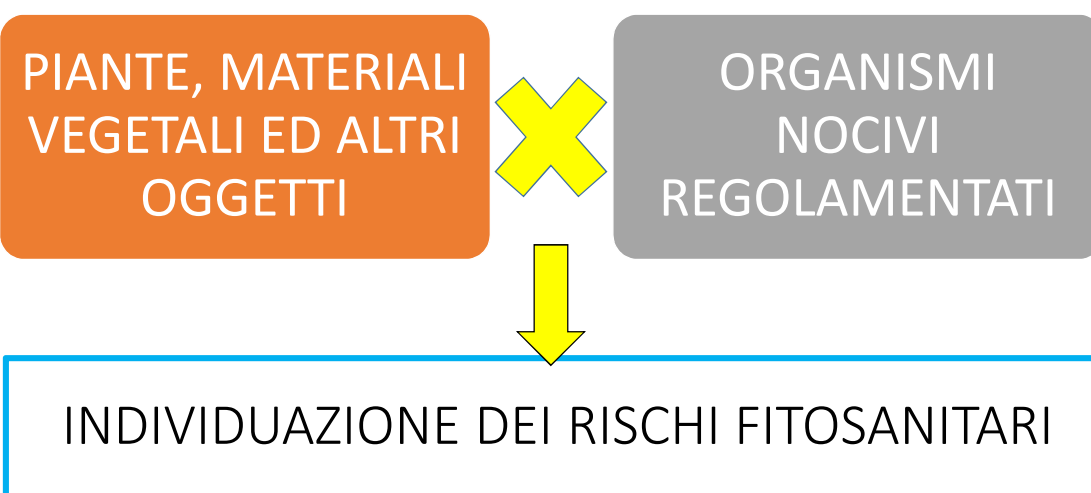 PIANTE, MATERIALI
VEGETALI ED ALTRI
OGGETTI
ORGANISMI
NOCIVI
REGOLAMENTATI
INDIVIDUAZIONE DEI RISCHI FITOSANITARI